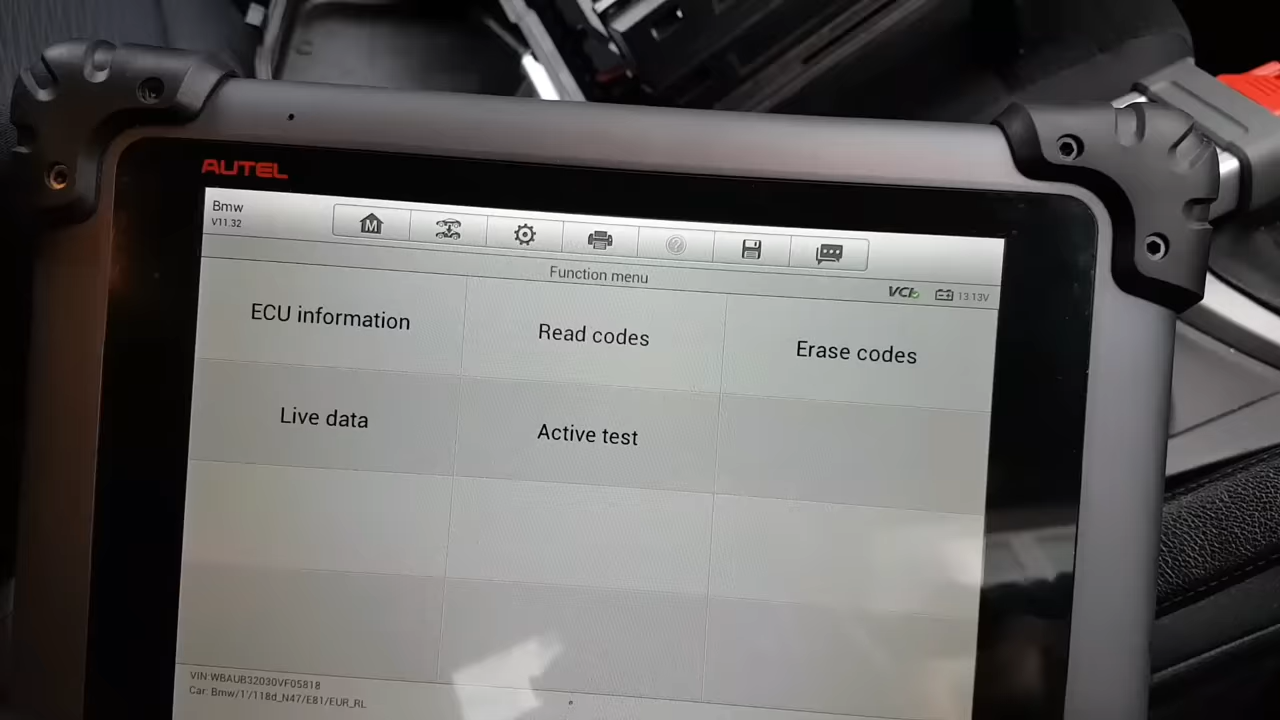 AUTEL
Bmw
V11.32
M
Function menu
VCI
13 13V
ECU information
Read codes
Erase codes
Live data
Active test
VIN:WBAUB32030VF05818
Car: Bmw/1'/118d_N47/E81/EUR_RL